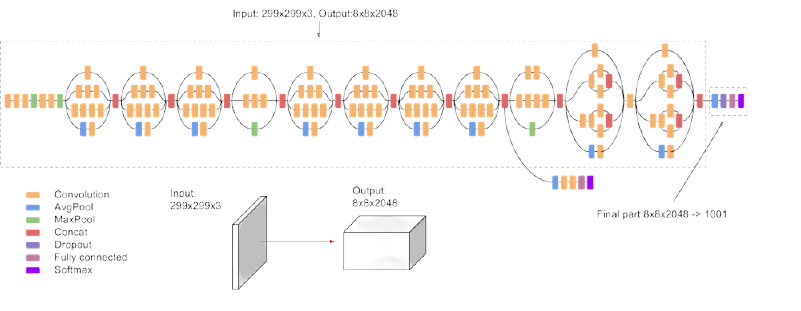 Input: 299x299x3, Output:8x8x2048
Convolution
AvgPool
MaxPool
Concat
Dropout
Fully connected
Softmax
Input:
299x299x3
Output:
8x8x2048
Final part:8x8x2048 -> 1001